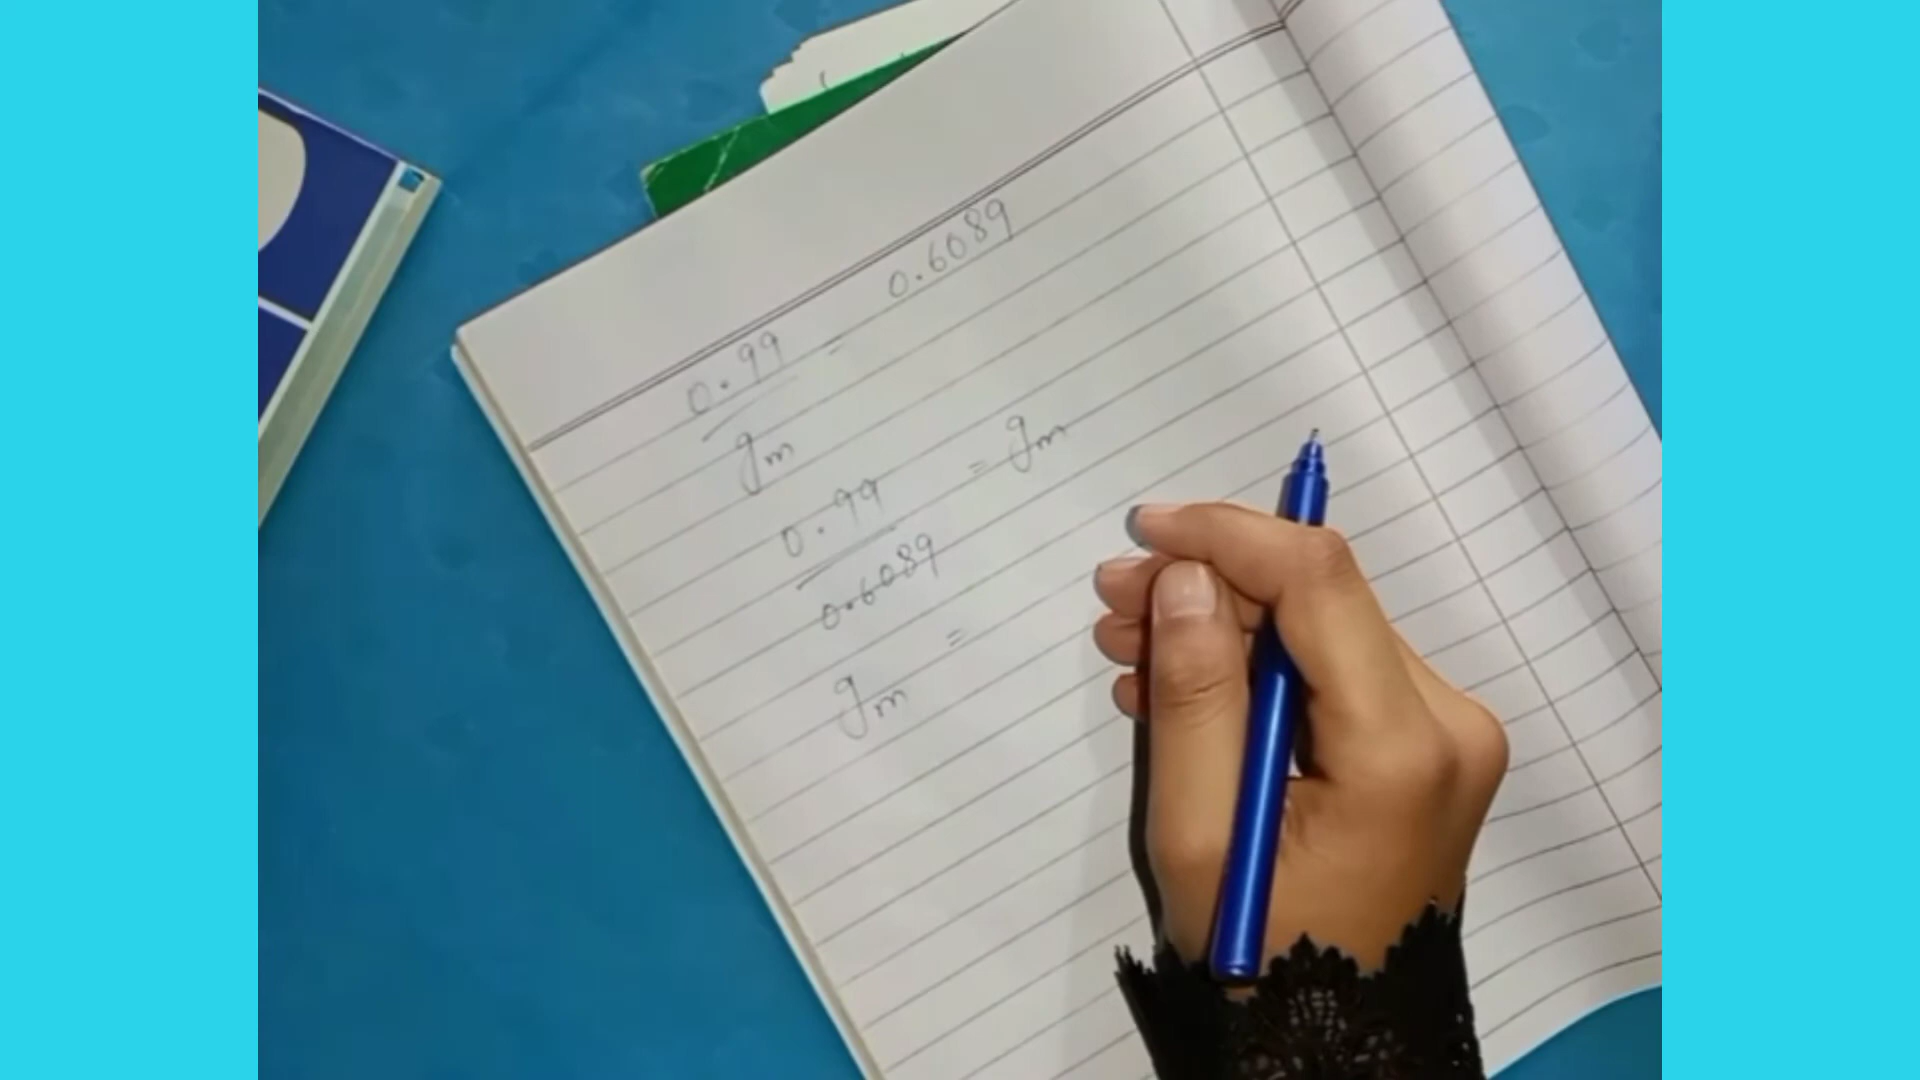 0.99 = 0.6089
gm
0.99 = gm
0.6089
gm =